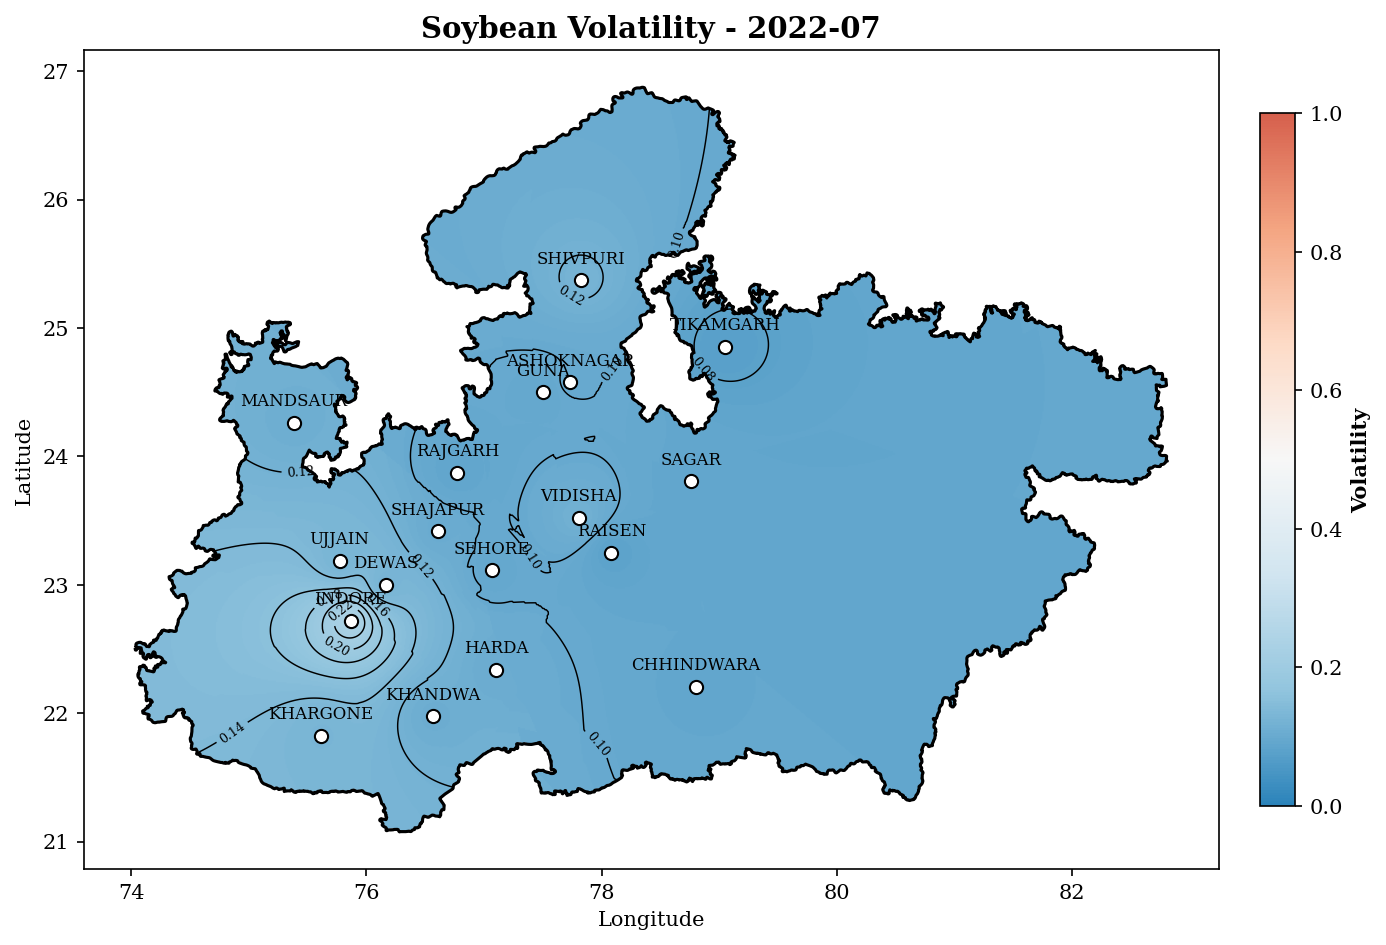 Soybean Volatility - 2022-07
27
26
25
24
23
22
21
Latitude
74
76
78
80
82
Longitude
1.0
0.8
0.6
0.4
0.2
0.0
Volatility
0.10
SHIVPURI
0.12
TIKAMGARH
0.08
ASHOKNAGAR
GUNA
MANDSAUR
0.12
RAJGARH
SAGAR
VIDISHA
SHAJAPUR
RAISEN
UJJAIN
SEHORE
0.10
DEWAS
0.12
INDORE
0.16
0.22
0.20
HARDA
CHHINDWARA
KHANDWA
KHARGONE
0.14
0.10